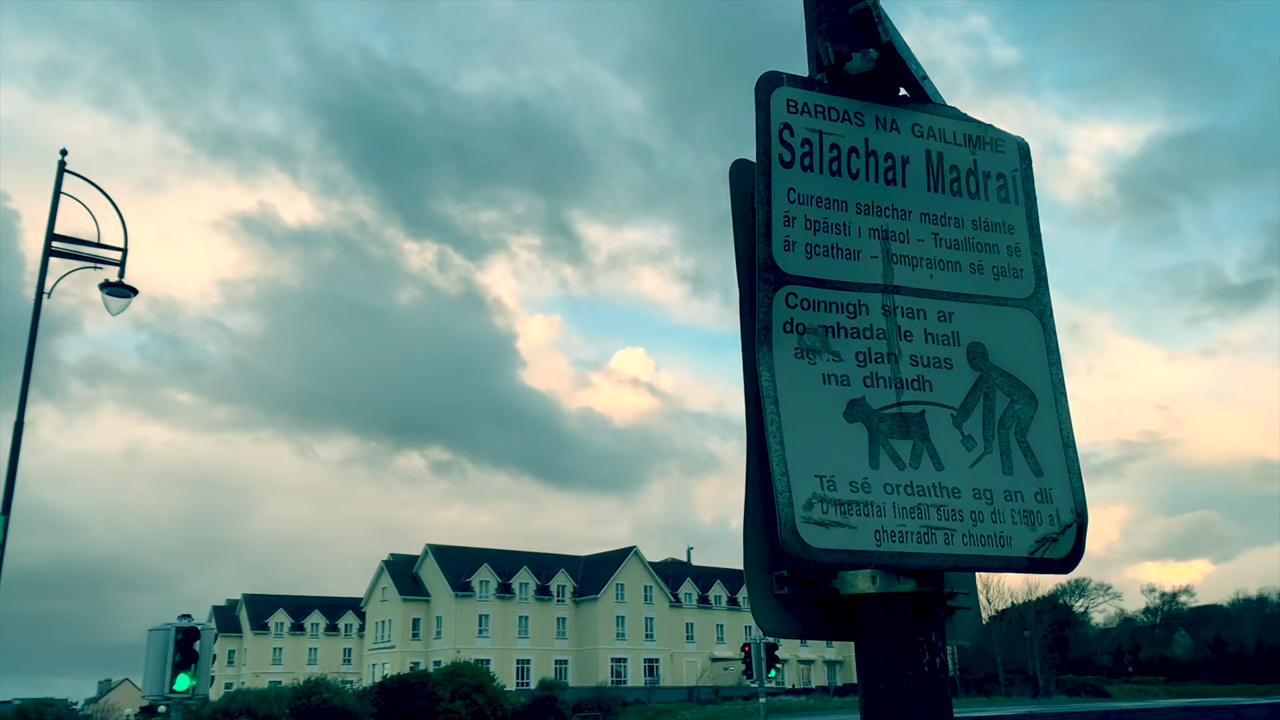 BARDAS NA GAILLIMHE
Salachar Madraí
Cuireann salachar madraí sláinte
ár bpáistí i mbaol – Truaillíonn sé
ár gcathair – Iompraíonn sé galar
Coinnigh srian ar
do mhada le hiall
agus glan suas
ina dhiaidh
Tá sé ordaithe ag an dlí
D'fhéadfaí fíneáil suas go dtí £1500 a
ghearradh ar chiontóir